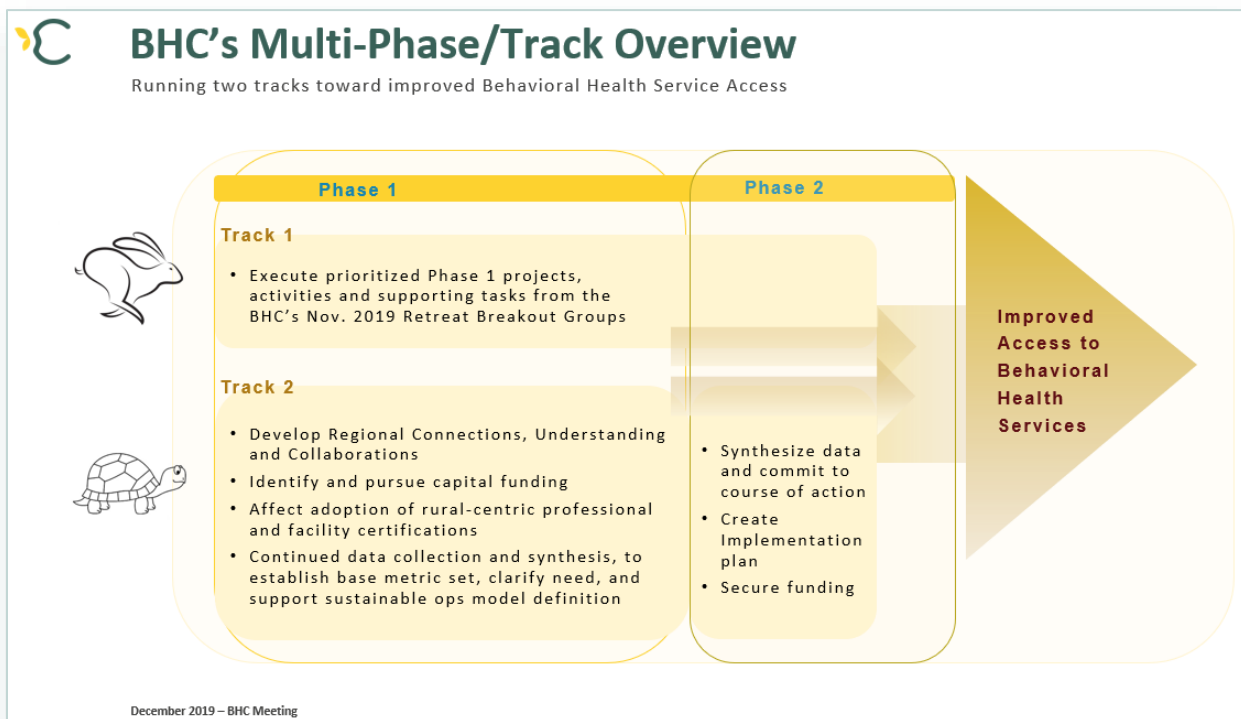 BHC's Multi-Phase/Track Overview
Running two tracks toward improved Behavioral Health Service Access
Phase 1
Phase 2
Track 1
• Execute prioritized Phase 1 projects,
activities and supporting tasks from the
BHC's Nov. 2019 Retreat Breakout Groups
Track 2
• Develop Regional Connections, Understanding
and Collaborations
• Identify and pursue capital funding
• Affect adoption of rural-centric professional
and facility certifications
• Continued data collection and synthesis, to
establish base metric set, clarify need, and
support sustainable ops model definition
• Synthesize data
and commit to
course of action
• Create
Implementation
plan
• Secure funding
Improved
Access to
Behavioral
Health
Services
December 2019 – BHC Meeting